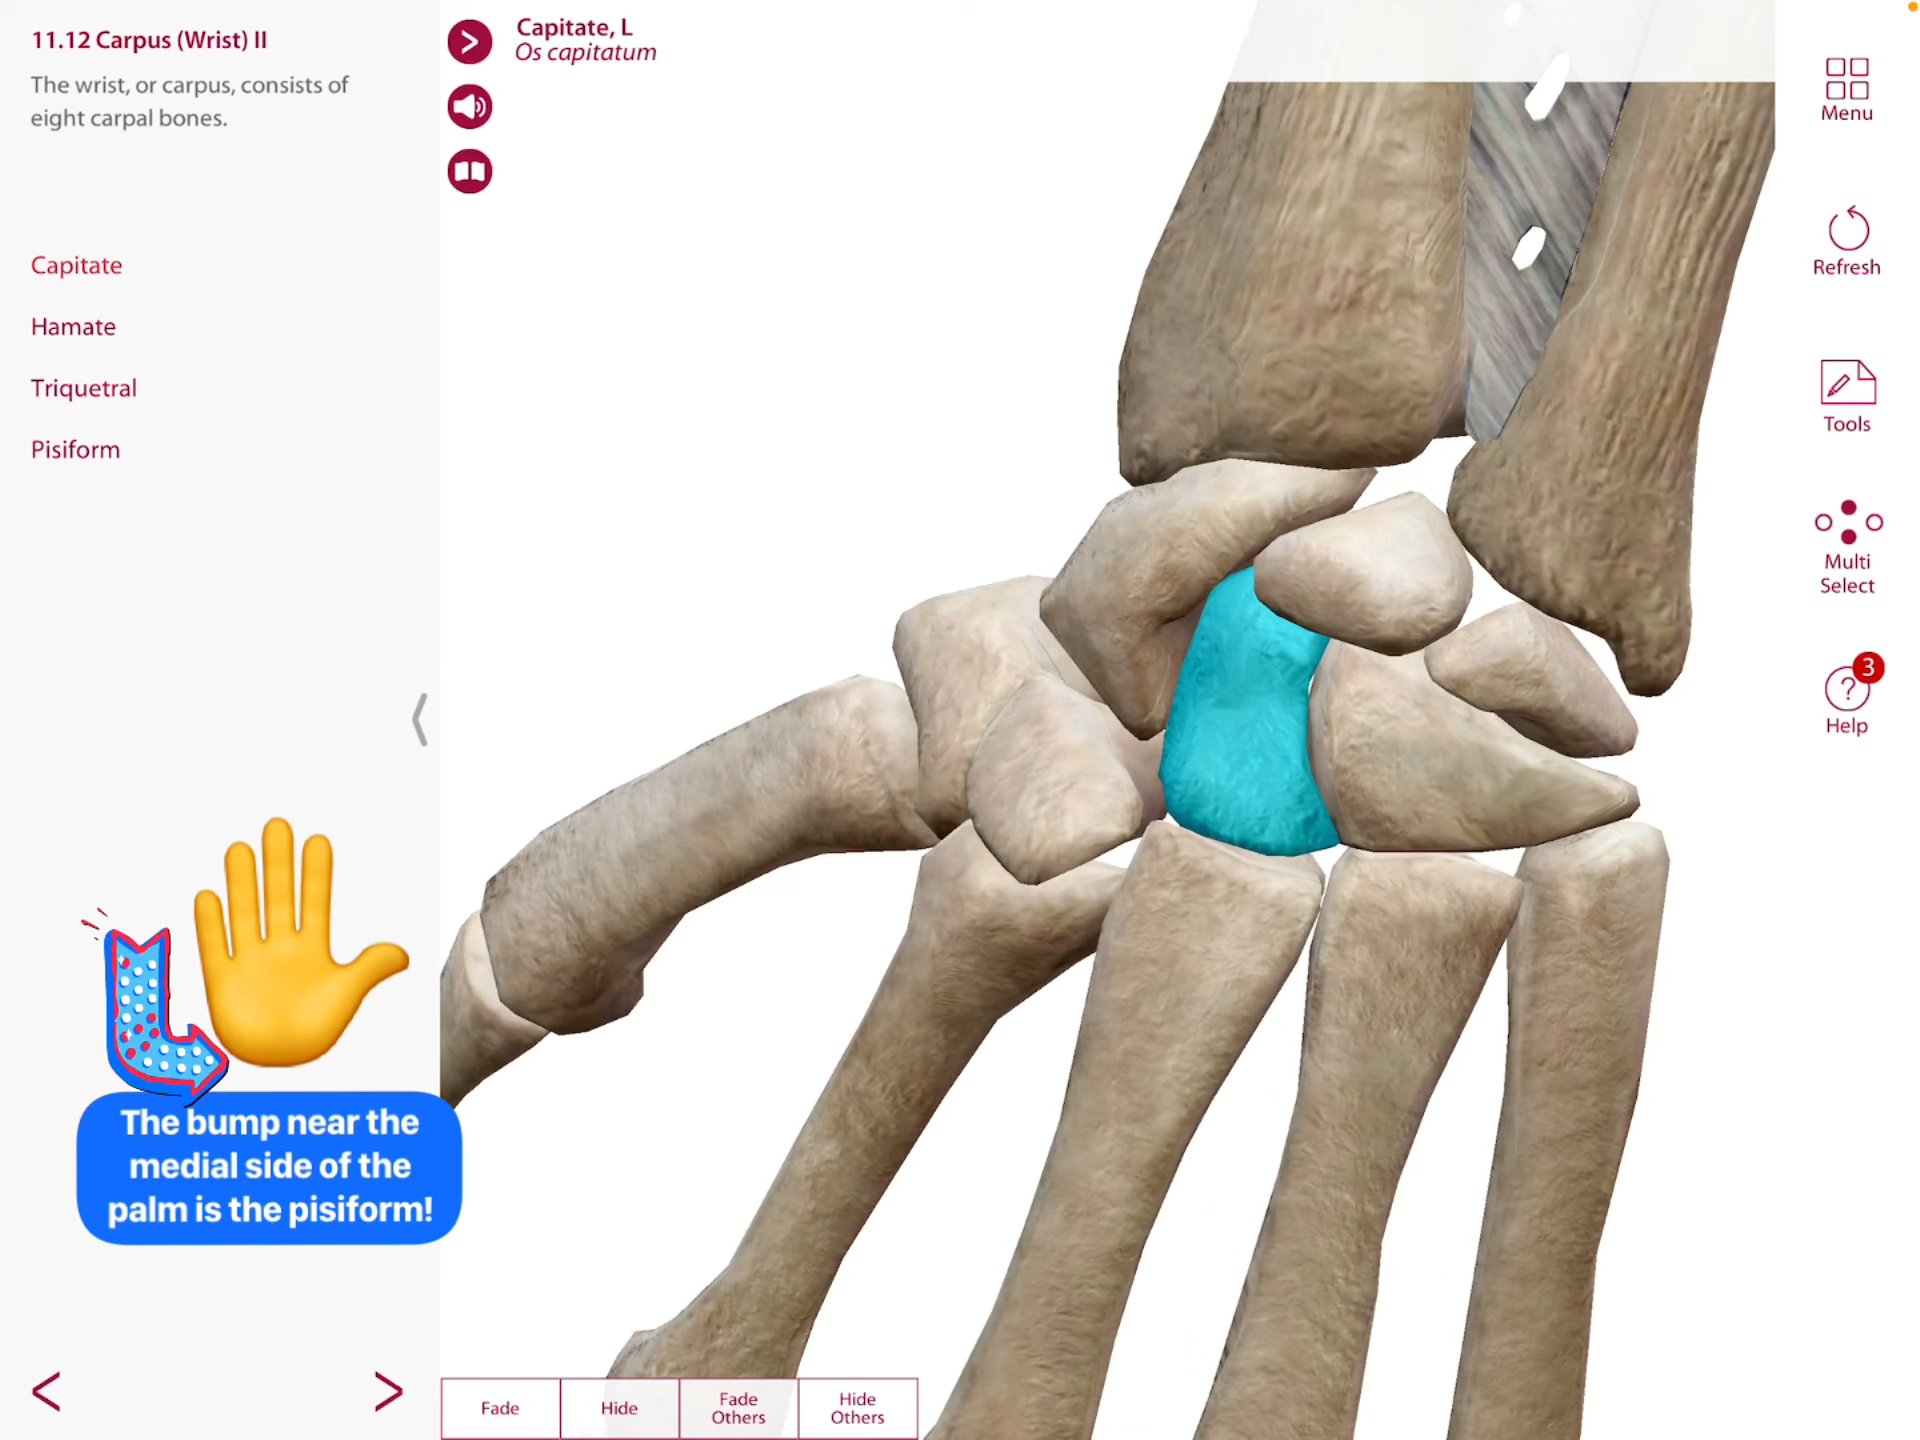 11.12 Carpus (Wrist) II
The wrist, or carpus, consists of
eight carpal bones.
Capitate
Hamate
Triquetral
Pisiform
The bump near the
medial side of the
palm is the pisiform!
Capitate, L
Os capitatum
Fade
Hide
Fade
Others
Hide
Others
Menu
Refresh
Tools
Multi
Select
3
Help